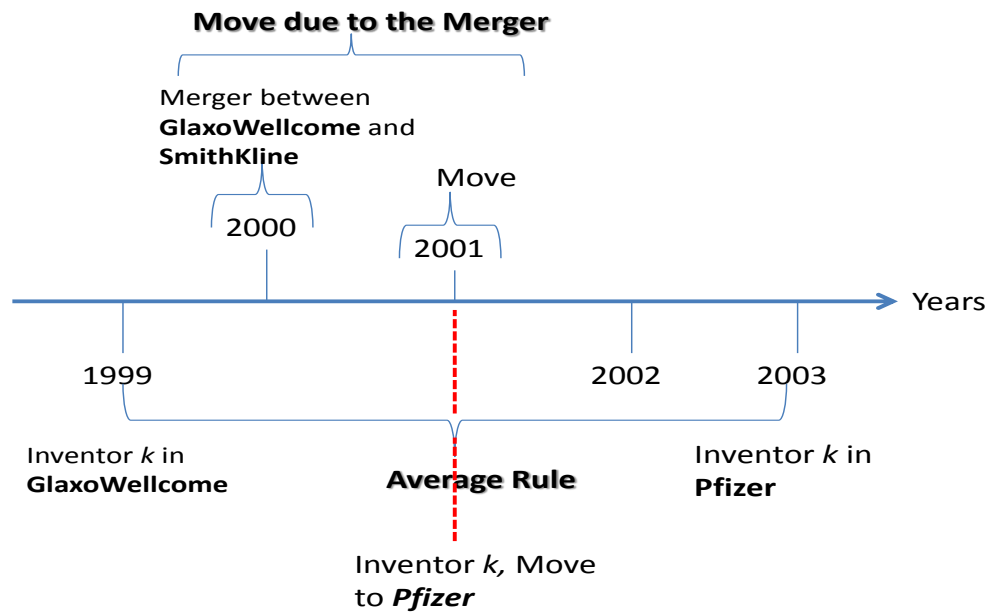 Move due to the Merger
Merger between
GlaxoWellcome and
SmithKline
Move
2000
2001
Years
1999
2002
2003
Inventor k in
GlaxoWellcome
Average Rule
Inventor k in
Pfizer
Inventor k, Move
to Pfizer